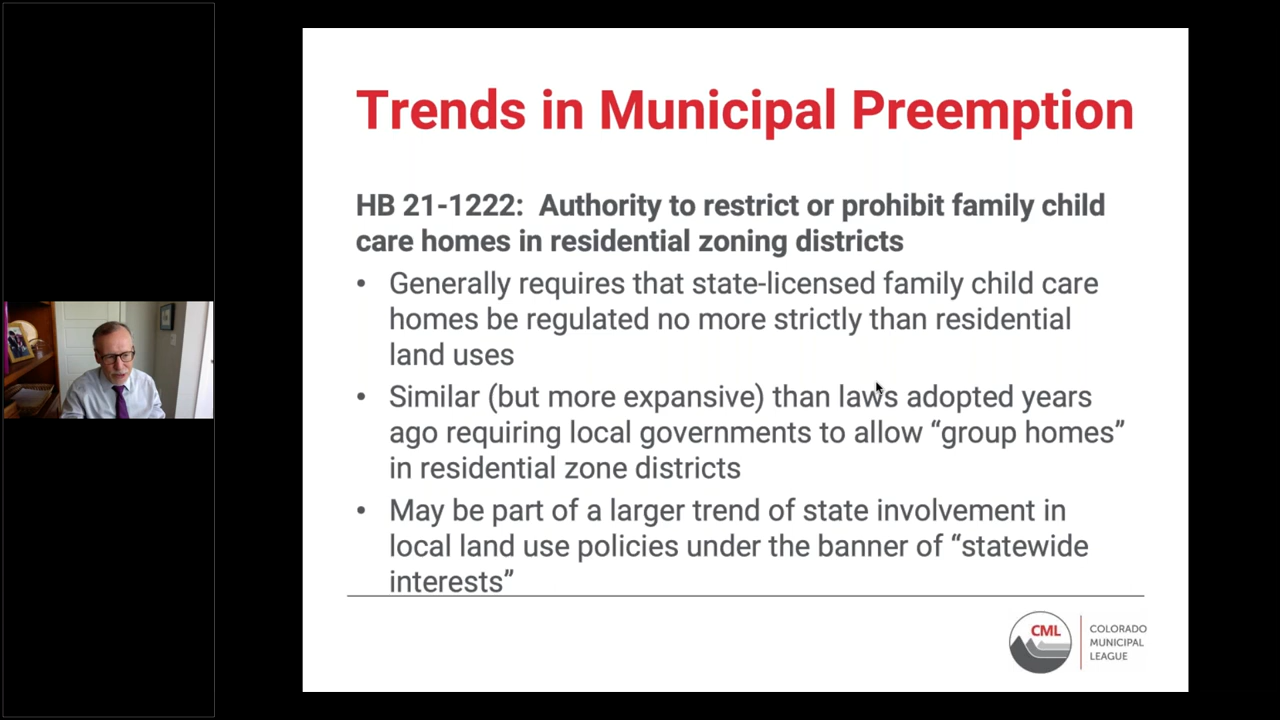 Trends in Municipal Preemption
HB 21-1222:  Authority to restrict or prohibit family child
care homes in residential zoning districts
• Generally requires that state-licensed family child care
homes be regulated no more strictly than residential
land uses
• Similar (but more expansive) than laws adopted years
ago requiring local governments to allow “group homes”
in residential zone districts
• May be part of a larger trend of state involvement in
local land use policies under the banner of “statewide
interests”
CML
COLORADO
MUNICIPAL
LEAGUE